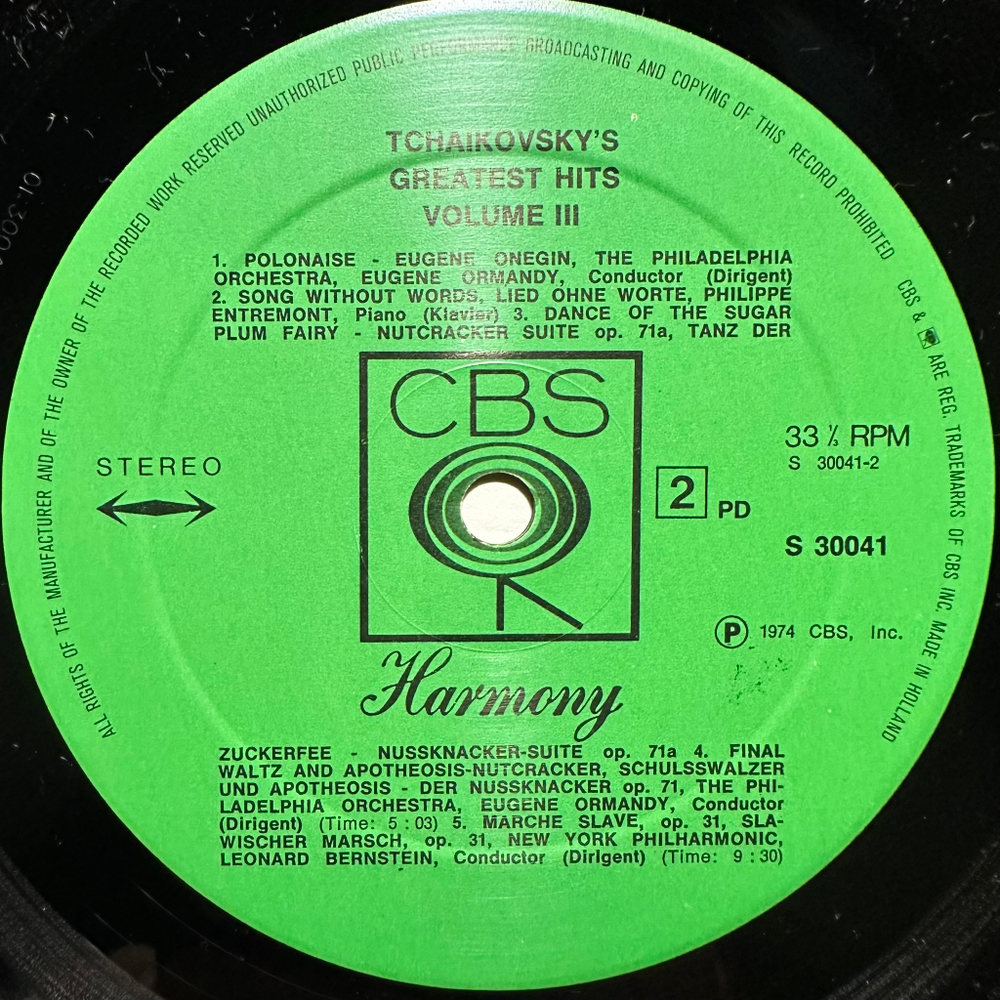 ALL RIGHTS OF THE MANUFACTURER AND OF THE OWNER OF THE RECORDED WORK RESERVED UNAUTHORIZED PUBLIC PERFORMANCE BROADCASTING AND COPYING OF THIS RECORD PROHIBITED
CBS & ARE REG. TRADEMARKS OF CBS INC. MADE IN HOLLAND
TCHAIKOVSKY'S
GREATEST HITS
VOLUME III
1. POLONAISE - EUGENE ONEGIN, THE PHILADELPHIA
ORCHESTRA, EUGENE ORMANDY, Conductor (Dirigent)
2. SONG WITHOUT WORDS, LIED OHNE WORTE, PHILIPPE
ENTREMONT, Piano (Klavier) 3. DANCE OF THE SUGAR
PLUM FAIRY - NUTCRACKER SUITE op. 71a, TANZ DER
CBS
STEREO
33 ⅓ RPM
S 30041-2
2 PD
S 30041
Ⓟ 1974 CBS, Inc.
Harmony
ZUCKERFEE - NUSSKNACKER-SUITE op. 71a 4. FINAL
WALTZ AND APOTHEOSIS-NUTCRACKER, SCHULSSWALZER
UND APOTHEOSIS - DER NUSSKNACKER op. 71, THE PHI-
LADELPHIA ORCHESTRA, EUGENE ORMANDY, Conductor
(Dirigent) (Time: 5 : 03) 5. MARCHE SLAVE, op. 31, SLA-
WISCHER MARSCH, op. 31, NEW YORK PHILHARMONIC,
LEONARD BERNSTEIN, Conductor (Dirigent) (Time: 9 : 30)